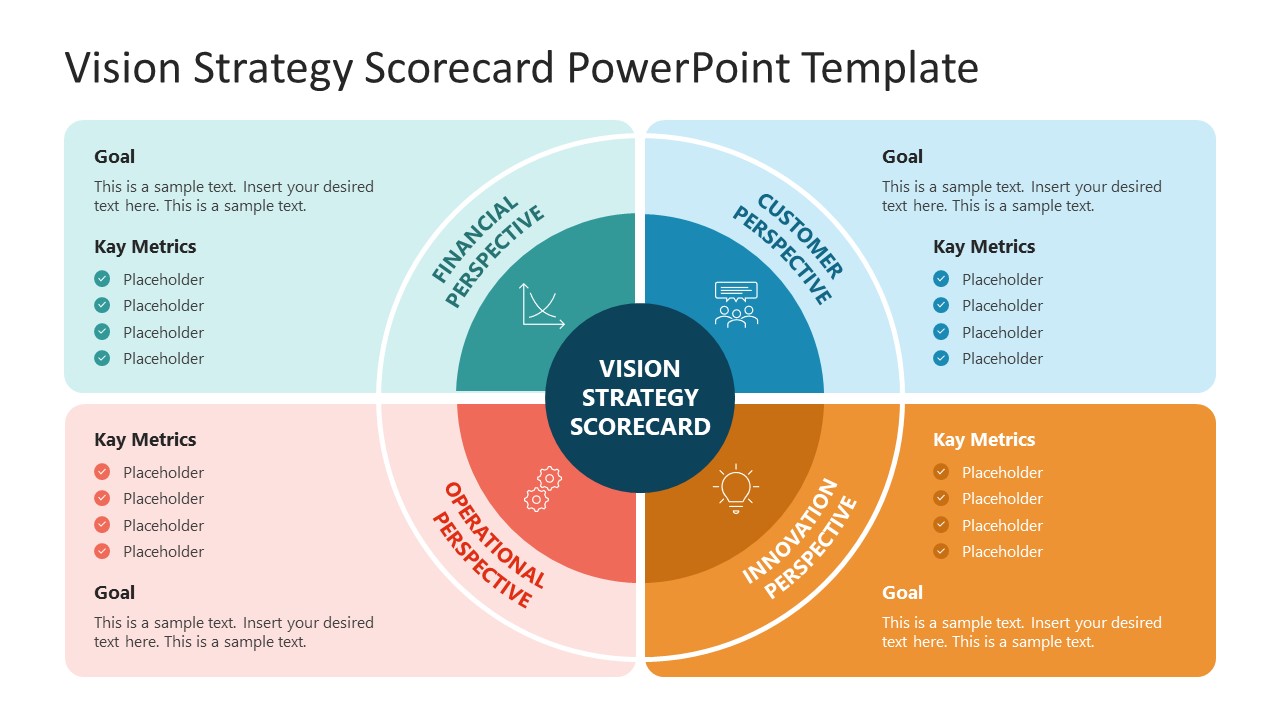 Vision Strategy Scorecard PowerPoint Template
Goal
This is a sample text. Insert your desired
text here. This is a sample text.
Kay Metrics
Placeholder
Placeholder
Placeholder
Placeholder
FINANCIAL
PERSPECTIVE
CUSTOMER
PERSPECTIVE
Goal
This is a sample text. Insert your desired
text here. This is a sample text.
Kay Metrics
Placeholder
Placeholder
Placeholder
Placeholder
VISION
STRATEGY
SCORECARD
Kay Metrics
Placeholder
Placeholder
Placeholder
Placeholder
Goal
This is a sample text. Insert your desired
text here. This is a sample text.
OPERATIONAL
PERSPECTIVE
INNOVATION
PERSPECTIVE
Kay Metrics
Placeholder
Placeholder
Placeholder
Placeholder
Goal
This is a sample text. Insert your desired
text here. This is a sample text.